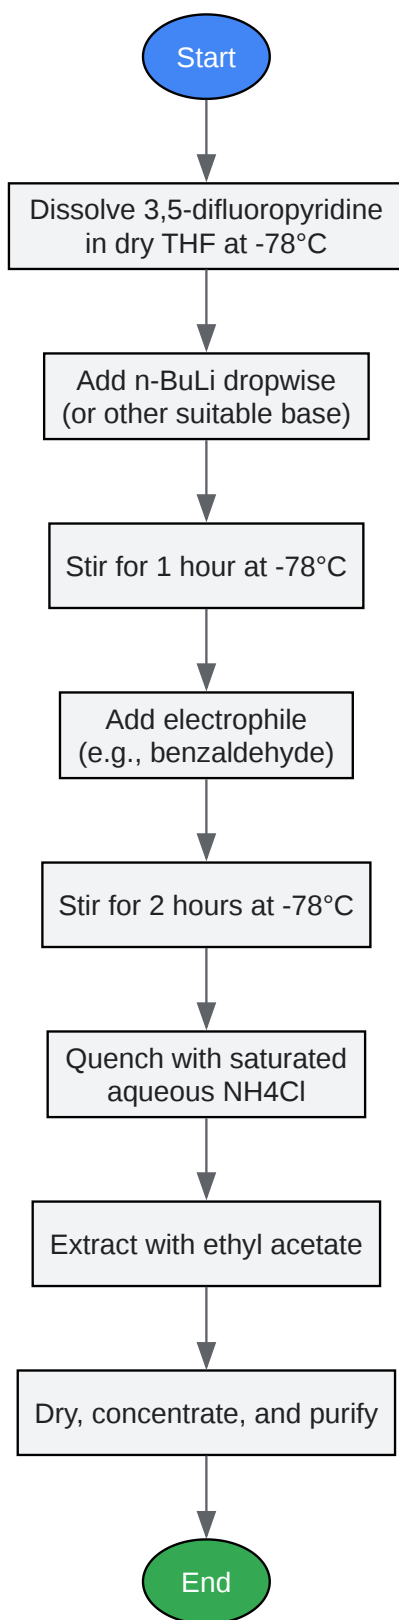 Start
Dissolve 3,5-difluoropyridine
in dry THF at -78°C
Add n-BuLi dropwise
(or other suitable base)
Stir for 1 hour at -78°C
Add electrophile
(e.g., benzaldehyde)
Stir for 2 hours at -78°C
Quench with saturated
aqueous NH4Cl
Extract with ethyl acetate
Dry, concentrate, and purify
End